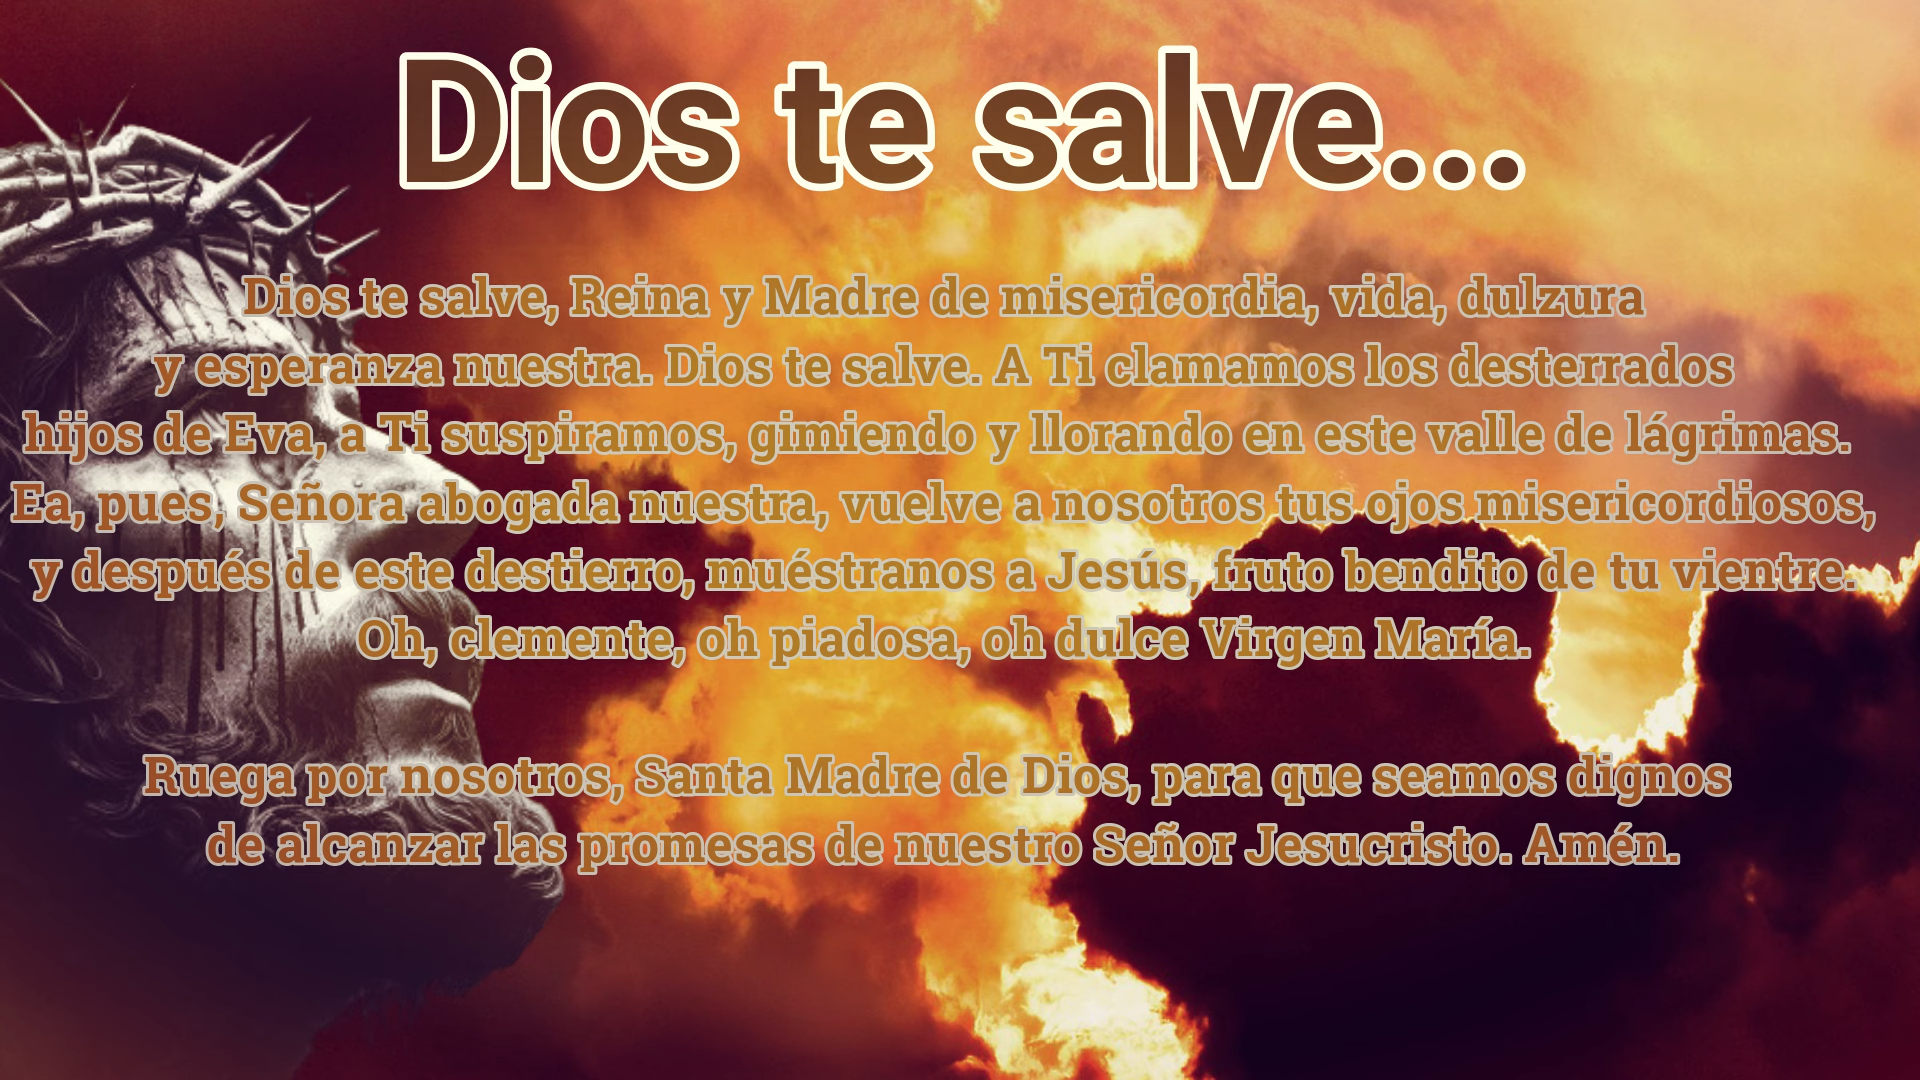 Dios te salve...
Dios te salve, Reina y Madre de misericordia, vida, dulzura
y esperanza nuestra. Dios te salve. A Ti clamamos los desterrados
hijos de Eva, a Ti suspiramos, gimiendo y llorando en este valle de lágrimas.
Ea, pues, Señora abogada nuestra, vuelve a nosotros tus ojos misericordiosos,
y después de este destierro, muéstranos a Jesús, fruto bendito de tu vientre.
Oh, clemente, oh piadosa, oh dulce Virgen María.
Ruega por nosotros, Santa Madre de Dios, para que seamos dignos
de alcanzar las promesas de nuestro Señor Jesucristo. Amén.